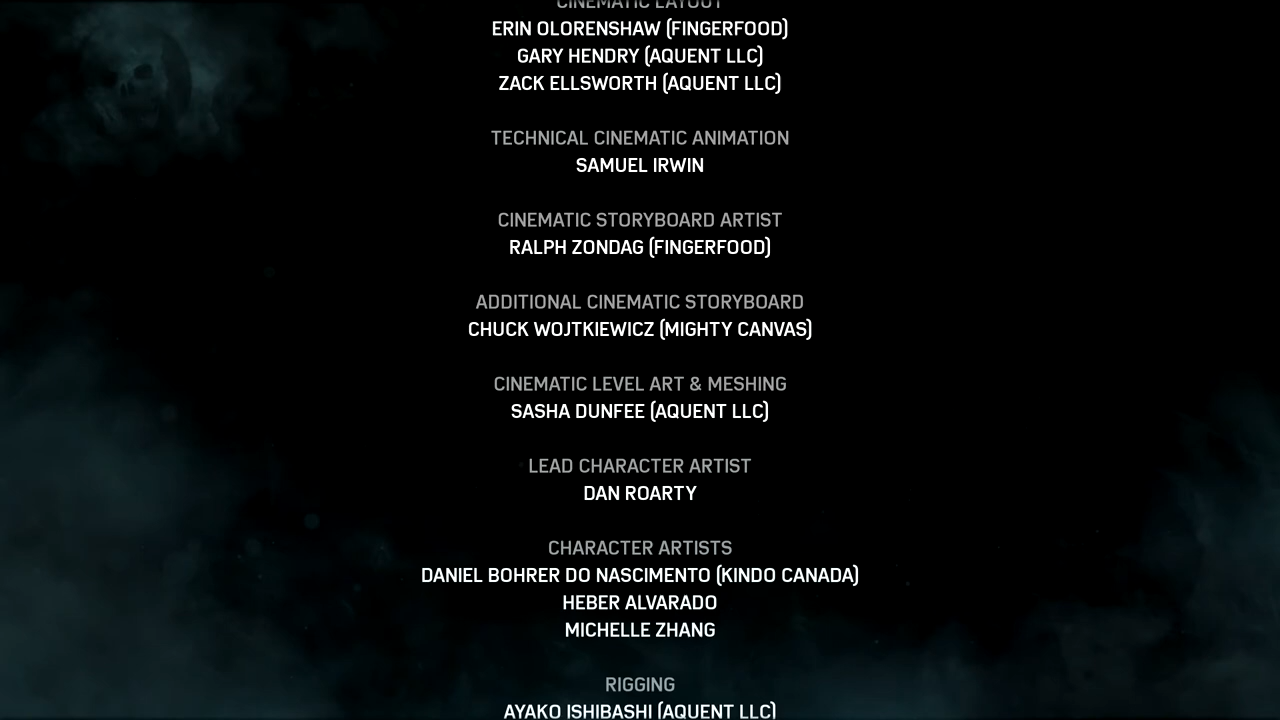 CINEMATIC LAYOUT
ERIN OLORENSHAW (FINGERFOOD)
GARY HENDRY (AQUENT LLC)
ZACK ELLSWORTH (AQUENT LLC)
TECHNICAL CINEMATIC ANIMATION
SAMUEL IRWIN
CINEMATIC STORYBOARD ARTIST
RALPH ZONDAG (FINGERFOOD)
ADDITIONAL CINEMATIC STORYBOARD
CHUCK WOJTKIEWICZ (MIGHTY CANVAS)
CINEMATIC LEVEL ART & MESHING
SASHA DUNFEE (AQUENT LLC)
LEAD CHARACTER ARTIST
DAN ROARTY
CHARACTER ARTISTS
DANIEL BOHRER DO NASCIMENTO (KINDO CANADA)
HEBER ALVARADO
MICHELLE ZHANG
RIGGING
AYAKO ISHIBASHI (AQUENT LLC)